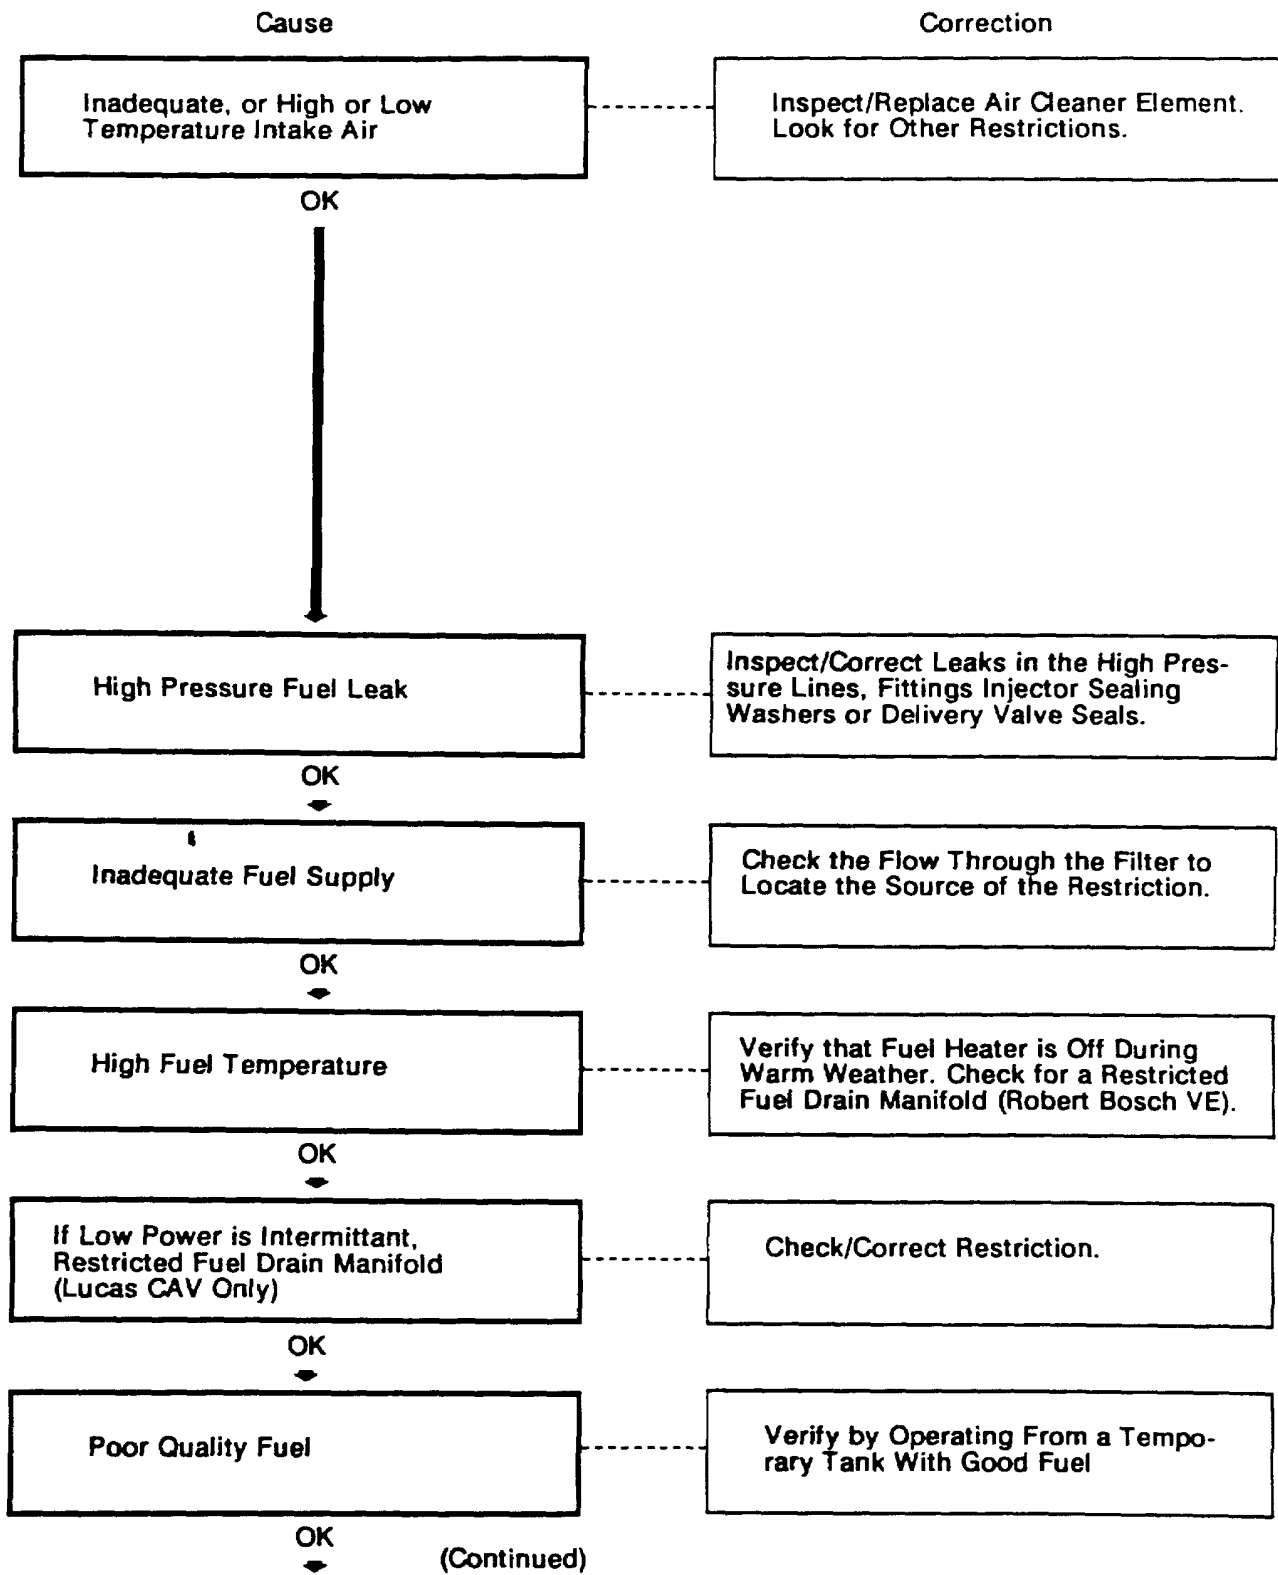 Cause
Correction
Inadequate, or High or Low
Temperature Intake Air
Inspect/Replace Air Cleaner Element.
Look for Other Restrictions.
OK
High Pressure Fuel Leak
Inspect/Correct Leaks in the High Pres-
sure Lines, Fittings Injector Sealing
Washers or Delivery Valve Seals.
OK
Inadequate Fuel Supply
Check the Flow Through the Filter to
Locate the Source of the Restriction.
OK
High Fuel Temperature
Verify that Fuel Heater is Off During
Warm Weather. Check for a Restricted
Fuel Drain Manifold (Robert Bosch VE).
OK
If Low Power is Intermittant,
Restricted Fuel Drain Manifold
(Lucas CAV Only)
Check/Correct Restriction.
OK
Poor Quality Fuel
Verify by Operating From a Tempo-
rary Tank With Good Fuel
OK
(Continued)